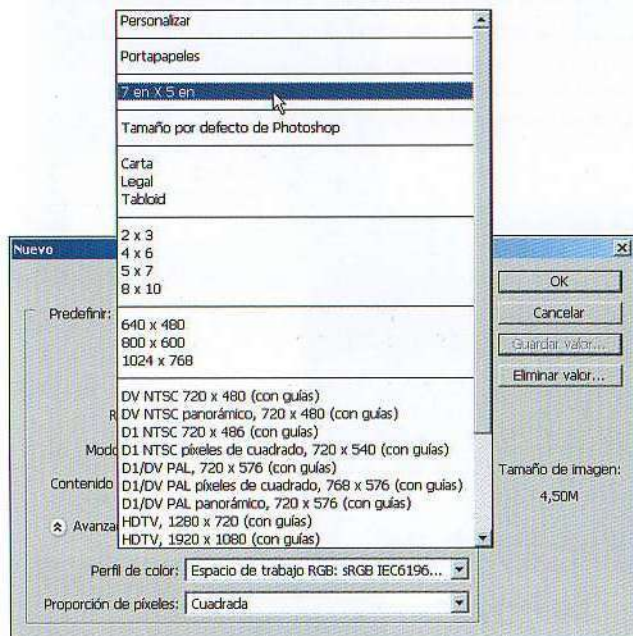 Personalizar
Portapapeles
7 en X 5 en
Tamaño por defecto de Photoshop
Carta
Legal
Tabloid
2 x 3
4 x 6
5 x 7
8 x 10
640 x 480
800 x 600
1024 x 768
DV NTSC 720 x 480 (con guías)
DV NTSC panorámico, 720 x 480 (con guías)
D1 NTSC 720 x 486 (con guías)
D1 NTSC píxeles de cuadrado, 720 x 540 (con guías)
D1/DV PAL, 720 x 576 (con guías)
D1/DV PAL píxeles de cuadrado, 768 x 576 (con guías)
D1/DV PAL panorámico, 720 x 576 (con guías)
HDTV, 1280 x 720 (con guías)
HDTV, 1920 x 1080 (con guías)
Nuevo
Predefinir:
R
Modo
Contenido
Avanza
Perfil de color: Espacio de trabajo RGB: sRGB IEC6196...
Proporción de píxeles: Cuadrada
OK
Cancelar
Guardar valor...
Eliminar valor...
Tamaño de imagen:
4,50M